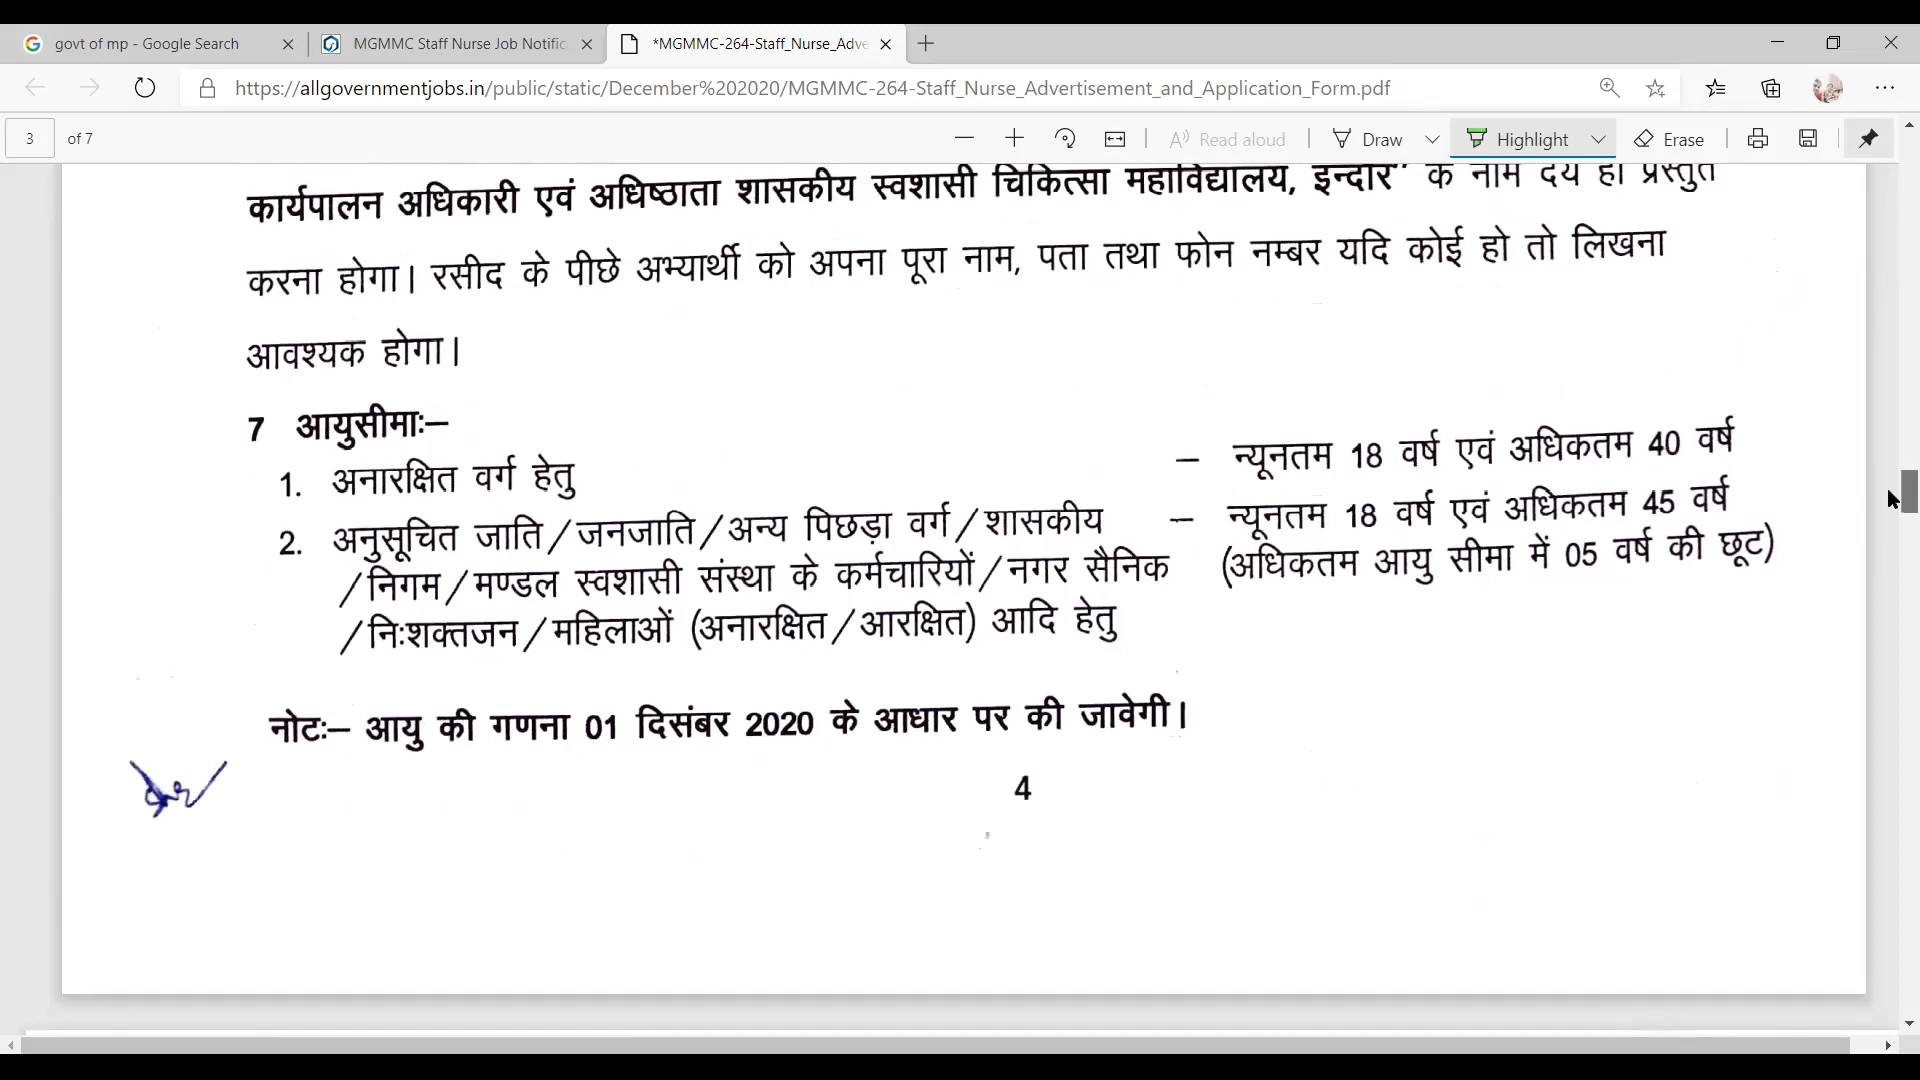 govt of mp - Google Search
MGMMC Staff Nurse Job Notific
*MGMMC-264-Staff_Nurse_Adve
https://allgovernmentjobs.in/public/static/December%202020/MGMMC-264-Staff_Nurse_Advertisement_and_Application_Form.pdf
3 of 7 Read aloud Draw Highlight Erase
कार्यपालन अधिकारी एवं अधिष्ठाता शासकीय स्वशासी चिकित्सा महाविद्यालय, इन्दौर” के नाम देय हो प्रस्तुत
करना होगा। रसीद के पीछे अभ्यार्थी को अपना पूरा नाम, पता तथा फोन नम्बर यदि कोई हो तो लिखना
आवश्यक होगा।
7 आयुसीमाः—
1. अनारक्षित वर्ग हेतु – न्यूनतम 18 वर्ष एवं अधिकतम 40 वर्ष
2. अनुसूचित जाति/जनजाति/अन्य पिछड़ा वर्ग/शासकीय – न्यूनतम 18 वर्ष एवं अधिकतम 45 वर्ष
/निगम/मण्डल स्वशासी संस्था के कर्मचारियों/नगर सैनिक (अधिकतम आयु सीमा में 05 वर्ष की छूट)
/निःशक्तजन/महिलाओं (अनारक्षित/आरक्षित) आदि हेतु
नोटः— आयु की गणना 01 दिसंबर 2020 के आधार पर की जावेगी।
4